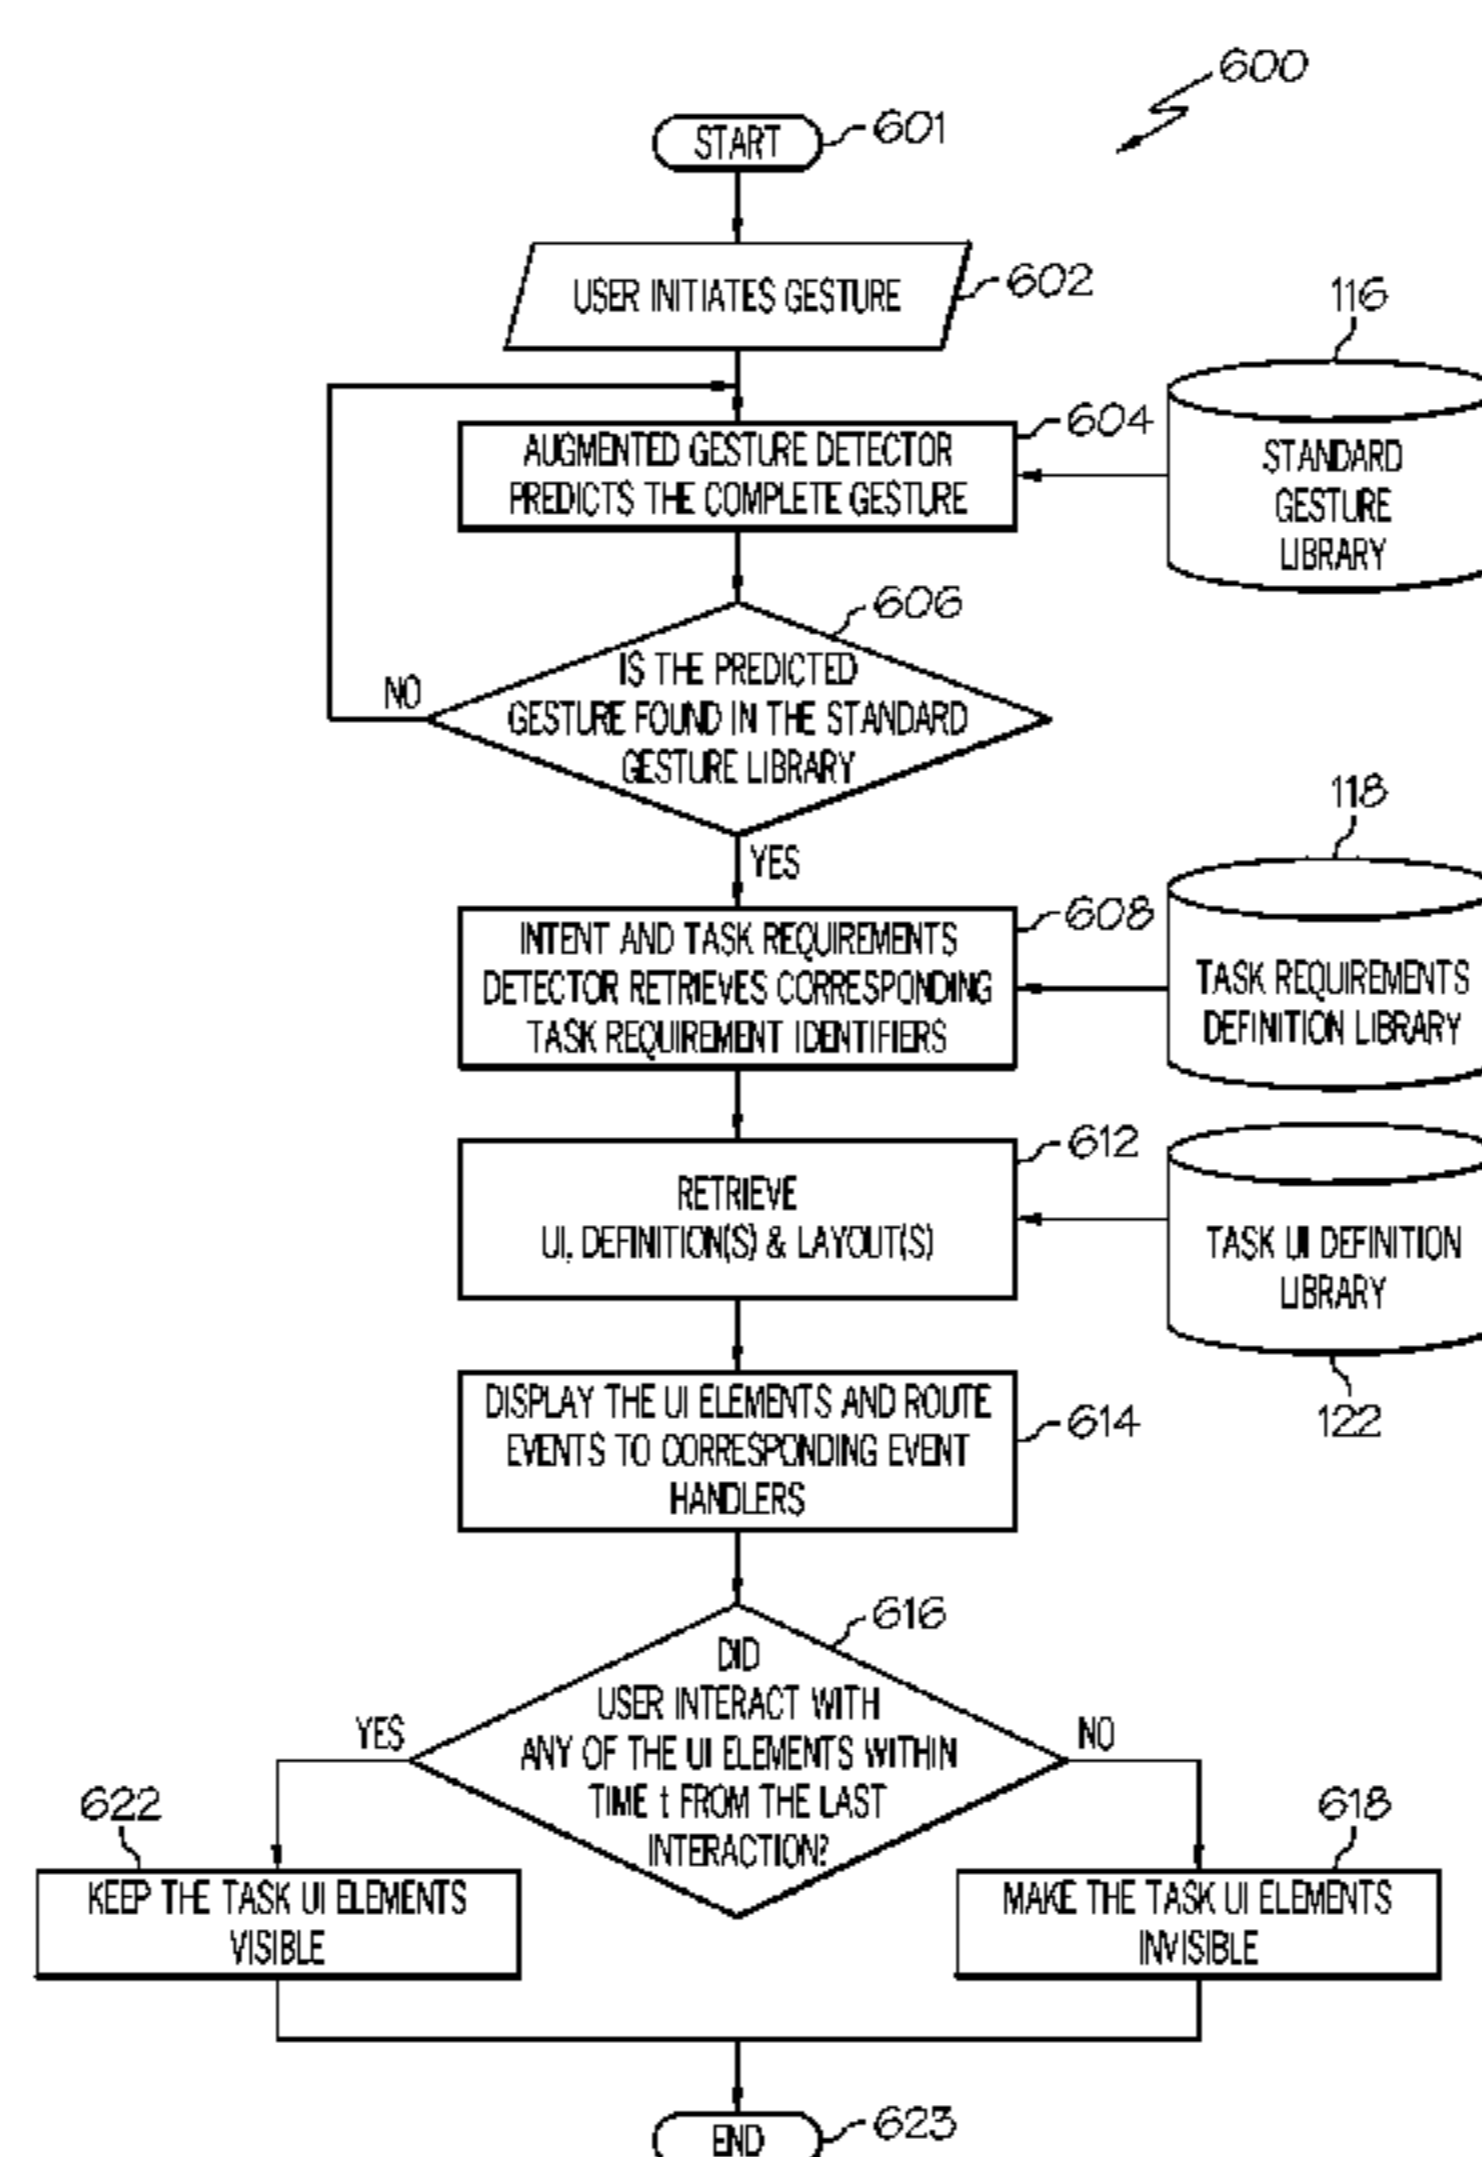 600
START
601
USER INITIATES GESTURE
602
116
AUGMENTED GESTURE DETECTOR
PREDICTS THE COMPLETE GESTURE
604
STANDARD
GESTURE
LIBRARY
606
IS THE PREDICTED
GESTURE FOUND IN THE STANDARD
GESTURE LIBRARY
NO
YES
118
INTENT AND TASK REQUIREMENTS
DETECTOR RETRIEVES CORRESPONDING
TASK REQUIREMENT IDENTIFIERS
608
TASK REQUIREMENTS
DEFINITION LIBRARY
RETRIEVE
UI, DEFINITION(S) & LAYOUT(S)
612
TASK UI DEFINITION
LIBRARY
122
DISPLAY THE UI ELEMENTS AND ROUTE
EVENTS TO CORRESPONDING EVENT
HANDLERS
614
616
DID
USER INTERACT WITH
ANY OF THE UI ELEMENTS WITHIN
TIME t FROM THE LAST
INTERACTION?
YES
NO
622
KEEP THE TASK UI ELEMENTS
VISIBLE
618
MAKE THE TASK UI ELEMENTS
INVISIBLE
END
623